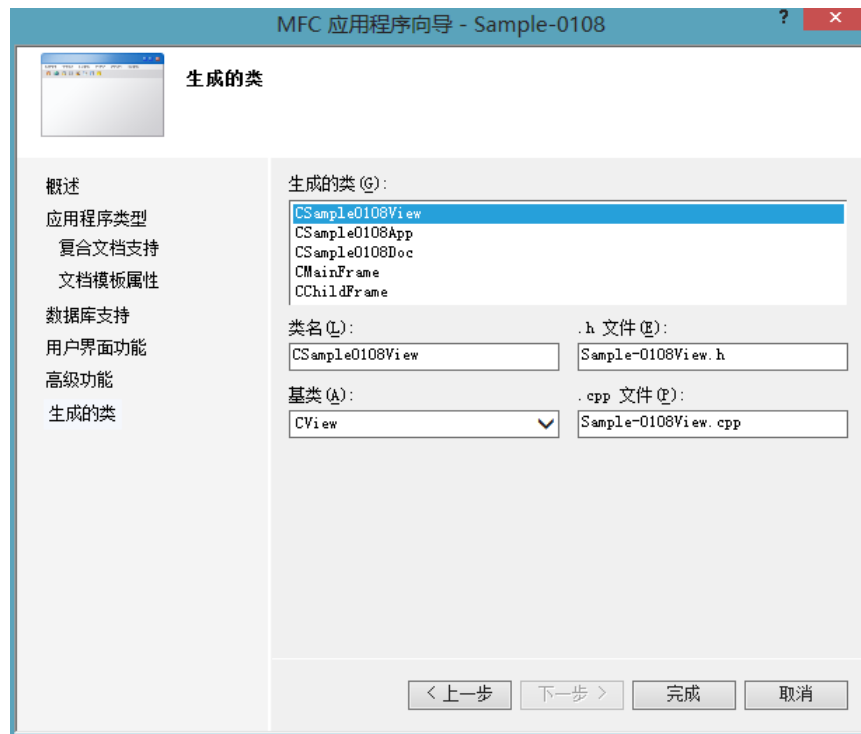 MFC 应用程序向导 - Sample-0108
?
生成的类
概述
应用程序类型
复合文档支持
文档模板属性
数据库支持
用户界面功能
高级功能
生成的类
生成的类(G):
CSample0108View
CSample0108App
CSample0108Doc
CMainFrame
CChildFrame
类名(L):
.h 文件(E):
CSample0108View
Sample-0108View.h
基类(A):
.cpp 文件(P):
CView
Sample-0108View.cpp
< 上一步
下一步 >
完成
取消